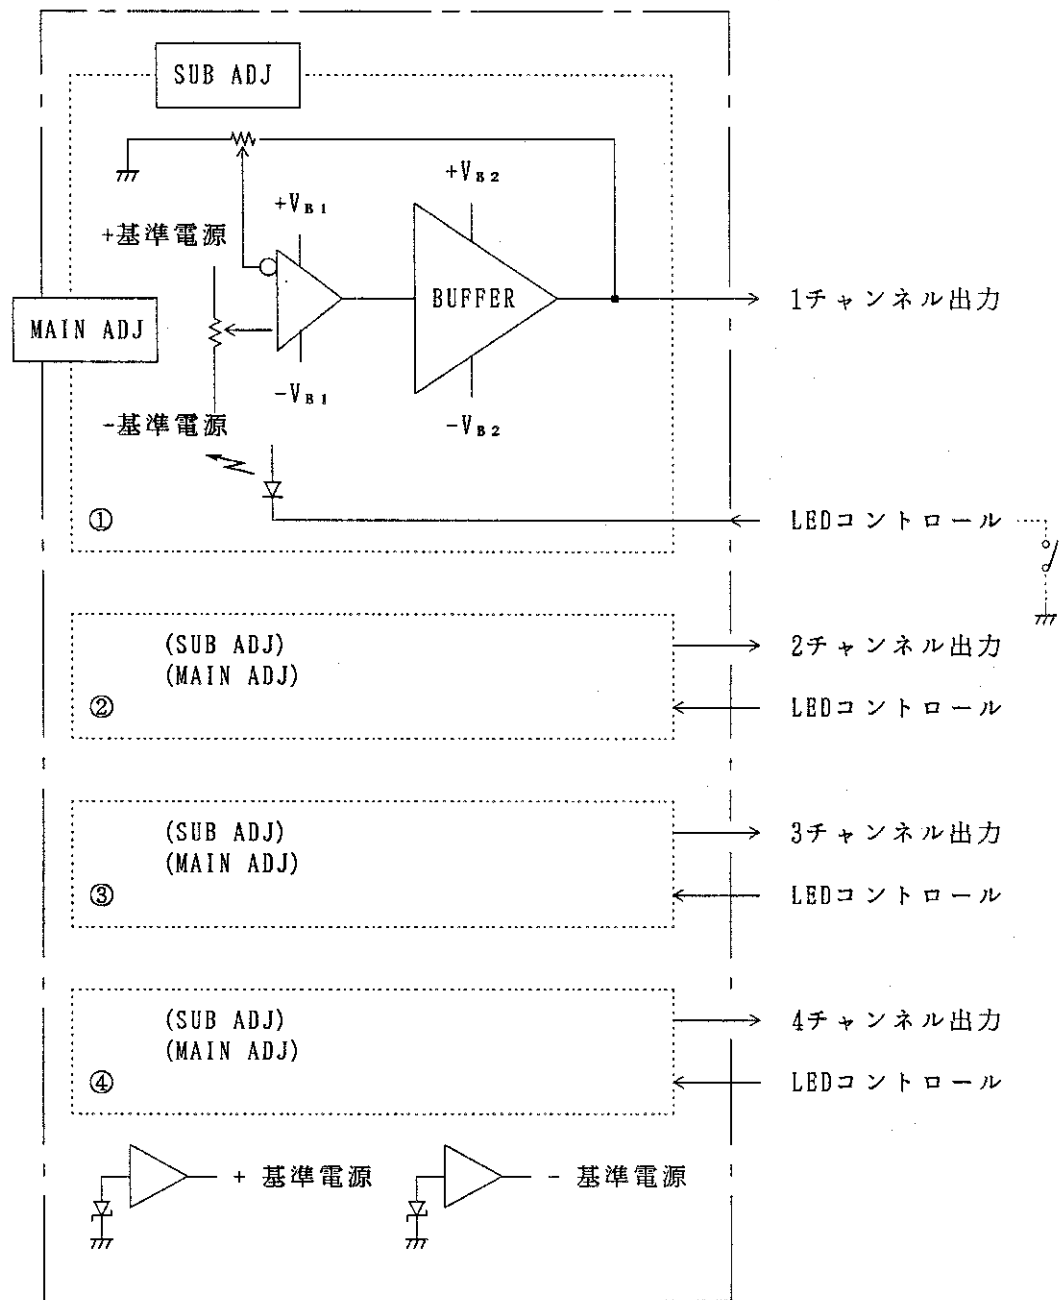 SUB ADJ
+V_B2
+V_B1
+基準電源
BUFFER
1チャンネル出力
MAIN ADJ
-V_B1
-基準電源
-V_B2
①
LEDコントロール
(SUB ADJ)
2チャンネル出力
(MAIN ADJ)
②
LEDコントロール
(SUB ADJ)
3チャンネル出力
(MAIN ADJ)
③
LEDコントロール
(SUB ADJ)
4チャンネル出力
(MAIN ADJ)
④
LEDコントロール
+ 基準電源
- 基準電源